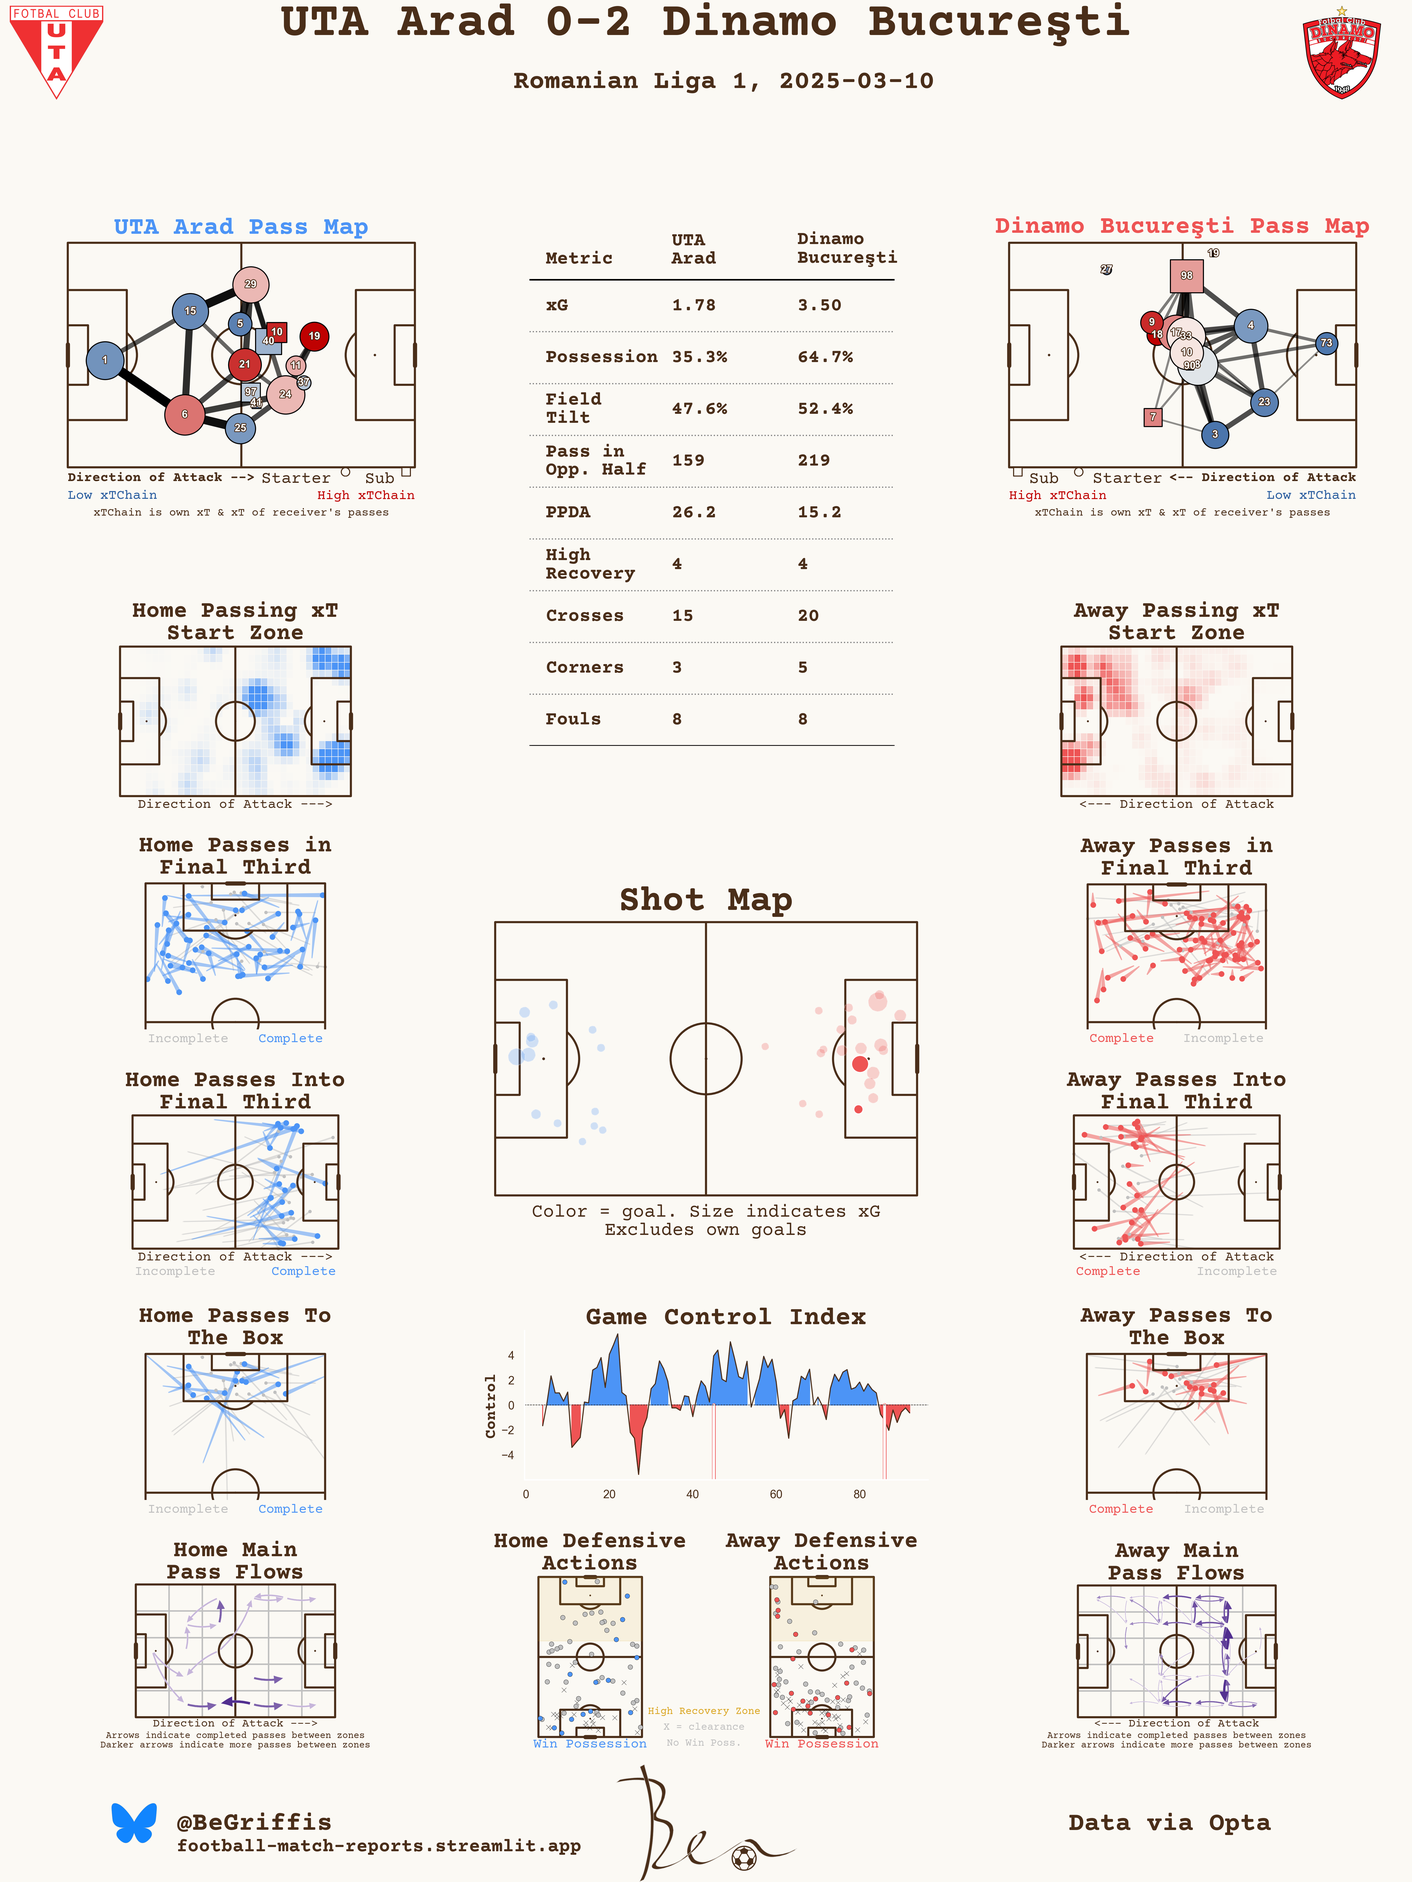 UTA Arad 0-2 Dinamo Bucureşti
Romanian Liga 1, 2025-03-10
FOTBAL CLUB
U
T
A
Fotbal Club
DINAMO
BUCUREŞTI
1948
UTA Arad Pass Map
29
15
5
10
40
19
1
21
11
37
97
24
41
6
25
Direction of Attack --> Starter Sub
Low xTChain High xTChain
xTChain is own xT & xT of receiver's passes
Metric UTA Arad Dinamo Bucureşti
xG 1.78 3.50
Possession 35.3% 64.7%
Field Tilt 47.6% 52.4%
Pass in Opp. Half 159 219
PPDA 26.2 15.2
High Recovery 4 4
Crosses 15 20
Corners 3 5
Fouls 8 8
Dinamo Bucureşti Pass Map
19
27
98
9
18
17
33
4
10
73
90
8
23
7
3
Sub Starter <-- Direction of Attack
High xTChain Low xTChain
xTChain is own xT & xT of receiver's passes
Home Passing xT
Start Zone
Direction of Attack --->
Away Passing xT
Start Zone
<--- Direction of Attack
Home Passes in
Final Third
Incomplete Complete
Away Passes in
Final Third
Complete Incomplete
Shot Map
Color = goal. Size indicates xG
Excludes own goals
Home Passes Into
Final Third
Direction of Attack --->
Incomplete Complete
Away Passes Into
Final Third
<--- Direction of Attack
Complete Incomplete
Home Passes To
The Box
Incomplete Complete
Game Control Index
Control
4
2
0
−2
−4
0 20 40 60 80
Away Passes To
The Box
Complete Incomplete
Home Main
Pass Flows
Direction of Attack --->
Arrows indicate completed passes between zones
Darker arrows indicate more passes between zones
Home Defensive
Actions
Win Possession
High Recovery Zone
X = clearance
No Win Poss.
Away Defensive
Actions
Win Possession
Away Main
Pass Flows
<--- Direction of Attack
Arrows indicate completed passes between zones
Darker arrows indicate more passes between zones
@BeGriffis
football-match-reports.streamlit.app
Ben
Data via Opta